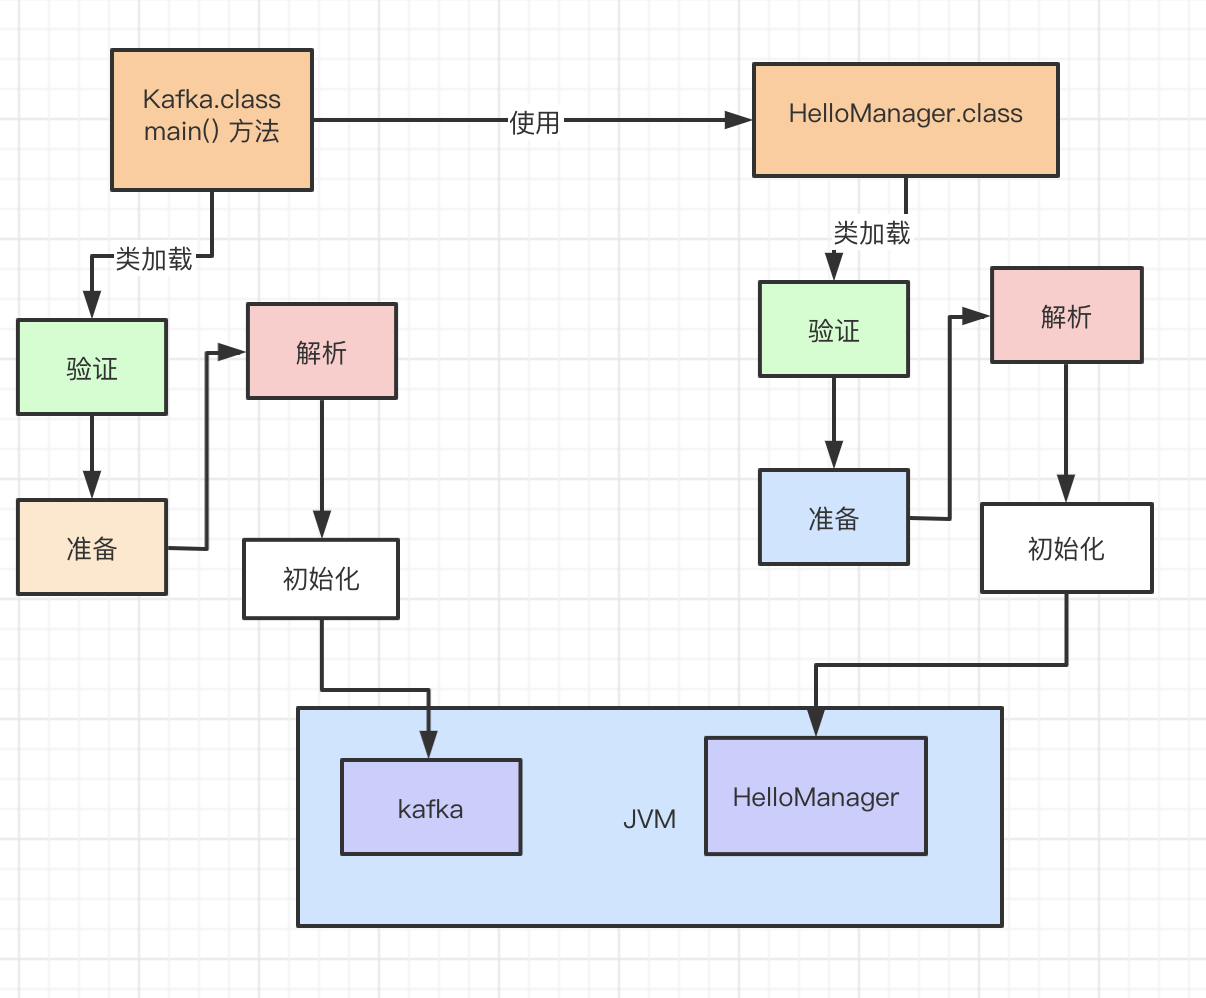 Kafka.class
main() 方法
使用
HelloManager.class
类加载
类加载
验证
解析
验证
解析
准备
初始化
准备
初始化
kafka
JVM
HelloManager